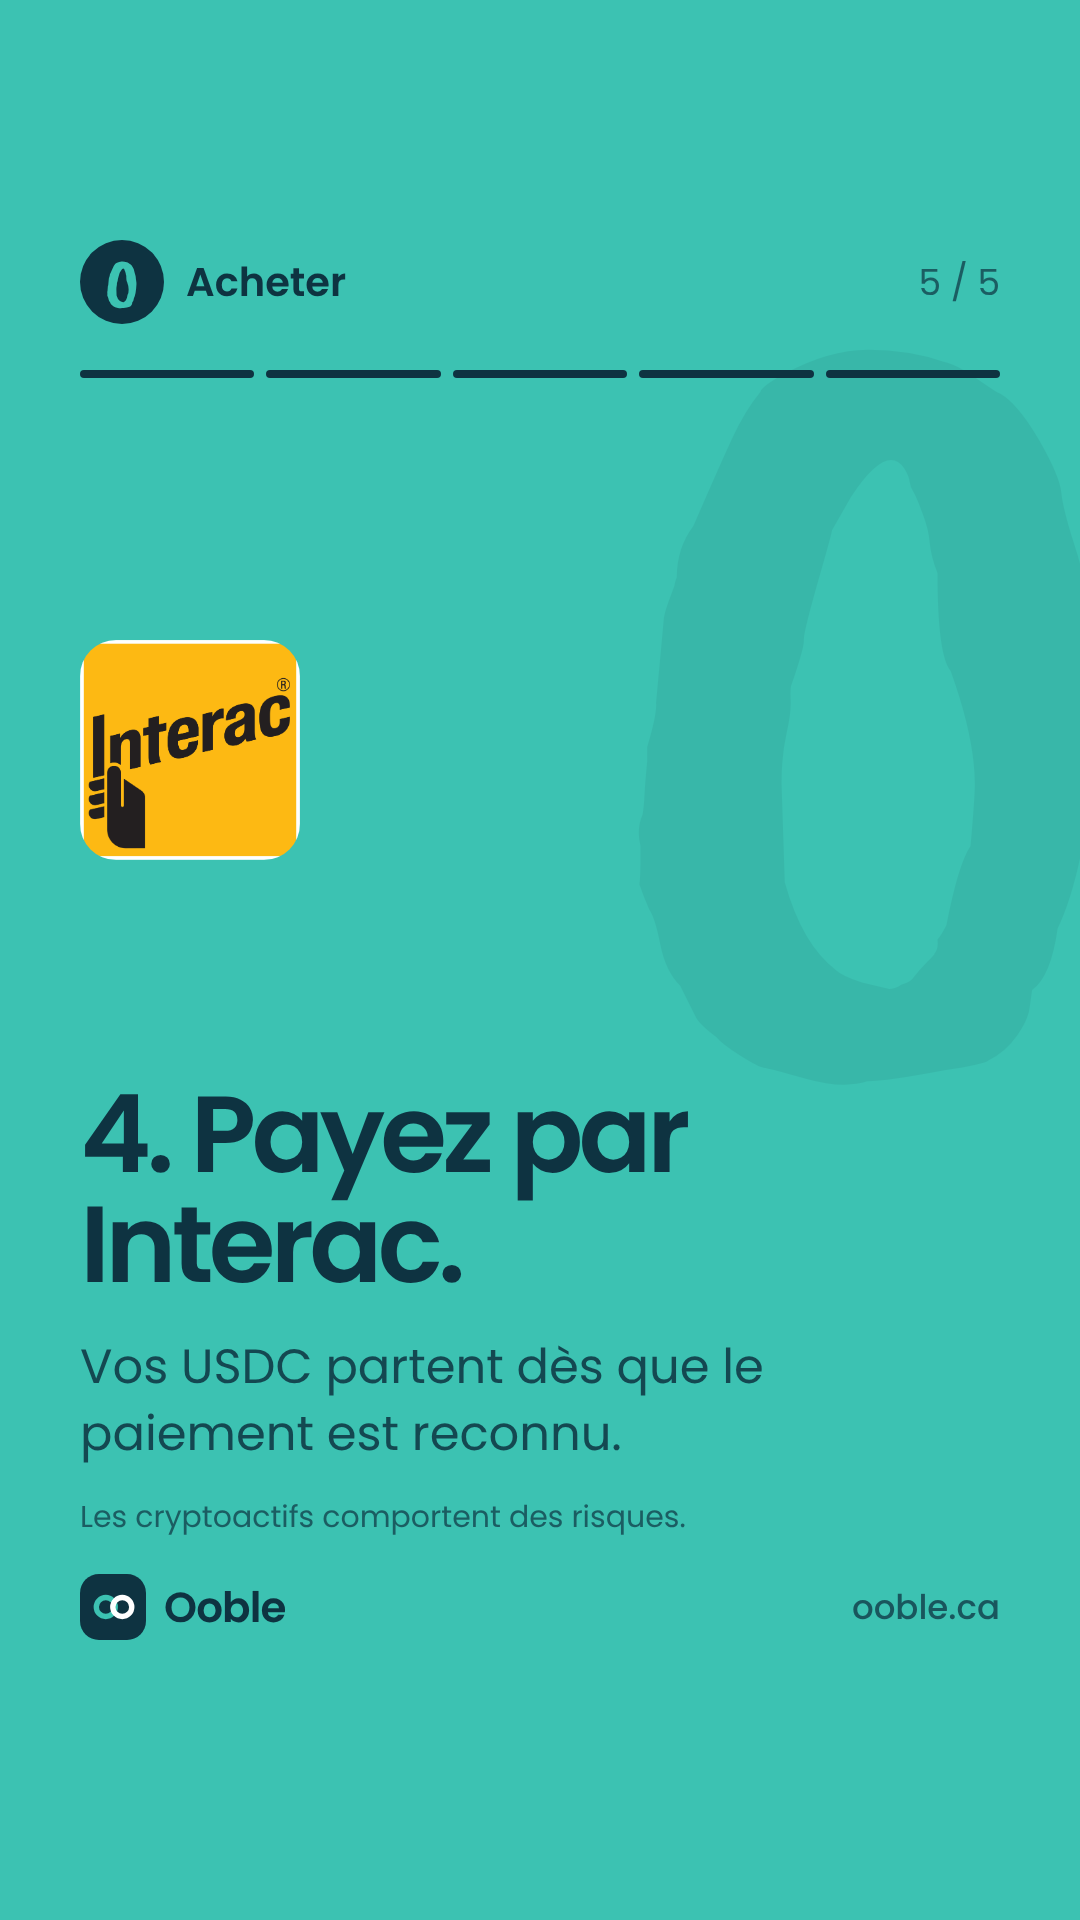 Acheter
5 / 5
Interac®
4. Payez par
Interac.
Vos USDC partent dès que le
paiement est reconnu.
Les cryptoactifs comportent des risques.
Ooble
ooble.ca